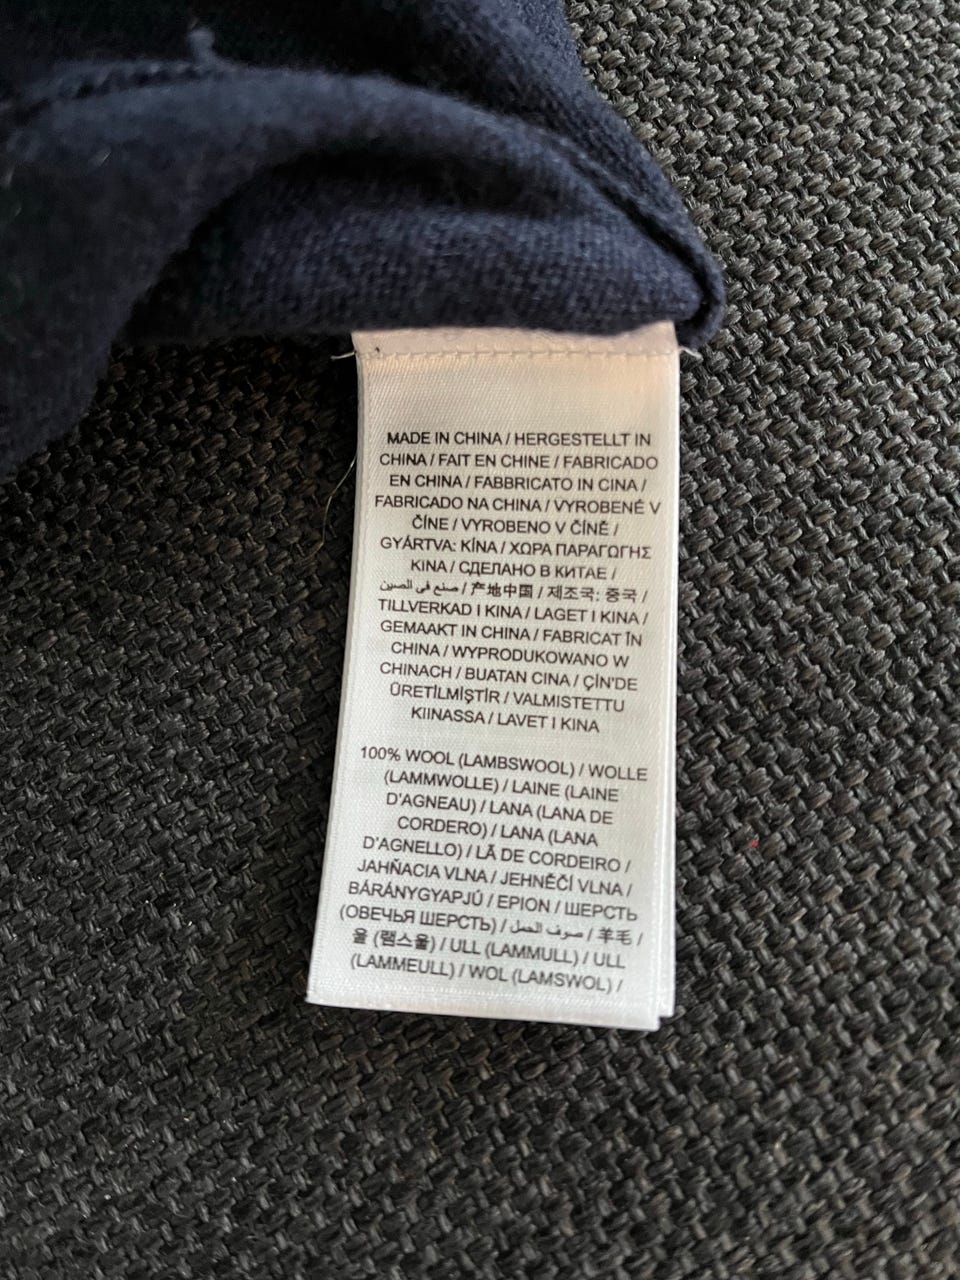 MADE IN CHINA / HERGESTELLT IN
CHINA / FAIT EN CHINE / FABRICADO
EN CHINA / FABBRICATO IN CINA /
FABRICADO NA CHINA / VYROBENÉ V
ČÍNE / VYROBENO V ČÍNĚ /
GYÁRTVA: KÍNA / ΧΩΡΑ ΠΑΡΑΓΩΓΗΣ
ΚΙΝΑ / СДЕЛАНО В КИТАЕ /
صنع في الصين / 产地中国 / 제조국: 중국 /
TILLVERKAD I KINA / LAGET I KINA /
GEMAAKT IN CHINA / FABRICAT ÎN
CHINA / WYPRODUKOWANO W
CHINACH / BUATAN CINA / ÇİN'DE
ÜRETİLMİŞTİR / VALMISTETTU
KIINASSA / LAVET I KINA
100% WOOL (LAMBSWOOL) / WOLLE
(LAMMWOLLE) / LAINE (LAINE
D'AGNEAU) / LANA (LANA DE
CORDERO) / LANA (LANA
D'AGNELLO) / LÃ DE CORDEIRO /
JAHŇACIA VLNA / JEHNĚČÍ VLNA /
BÁRÁNYGYAPJÚ / ΕΡΙΟΝ / ШЕРСТЬ
(ОВЕЧЬЯ ШЕРСТЬ) / صوف الحمل / 羊毛 /
울 (램스울) / ULL (LAMMULL) / ULL
(LAMMEULL) / WOL (LAMSWOL) /